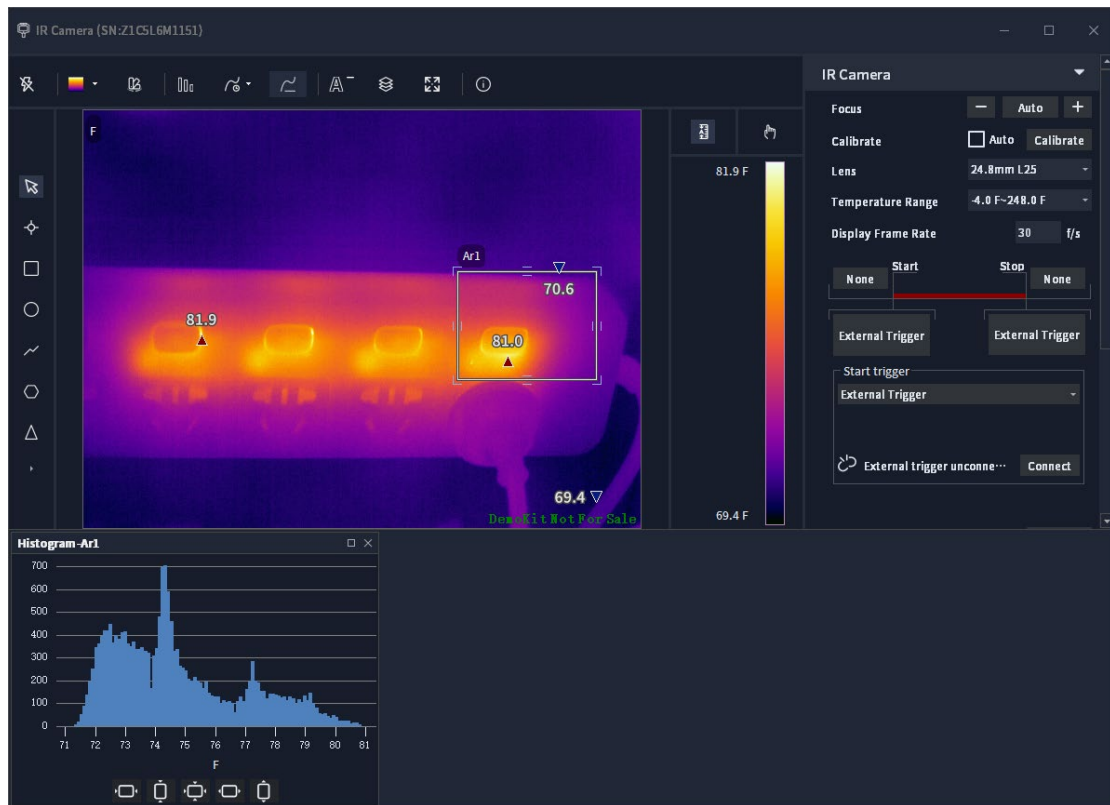 IR Camera (SN:Z1C5L6M1151)
IR Camera
Focus
Auto
Calibrate
Auto
Calibrate
Lens
24.8mm L25
Temperature Range
-4.0 F~248.0 F
Display Frame Rate
30 f/s
Start
Stop
None
None
External Trigger
External Trigger
Start trigger
External Trigger
External trigger unconne···
Connect
F
Ar1
70.6
81.9
81.0
69.4
DemoKit Not For Sale
81.9 F
69.4 F
Histogram-Ar1
700
600
500
400
300
200
100
0
71 72 73 74 75 76 77 78 79 80 81
F